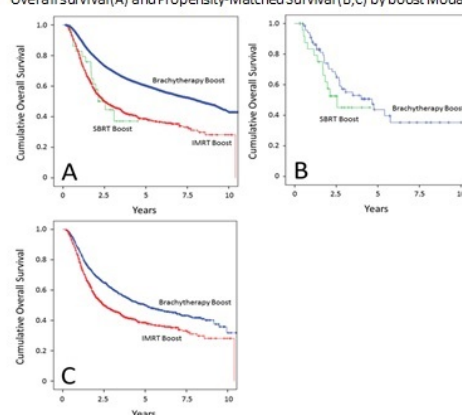 Overall survival(A) and Propensity-Matched Survival (B,C) by boost Moda
Cumulative Overall Survival
1.0
0.8
0.6
0.4
0.2
0
Brachytherapy Boost
SBRT Boost
IMRT Boost
A
0 2.5 5 7.5 10
Years
Cumulative Overall Survival
1.0
0.8
0.6
0.4
0.2
0
Brachytherapy Boost
SBRT Boost
B
0 2.5 5 7.5 10
Years
Cumulative Overall Survival
1.0
0.8
0.6
0.4
0.2
0
Brachytherapy Boost
IMRT Boost
C
0 2.5 5 7.5 10
Years